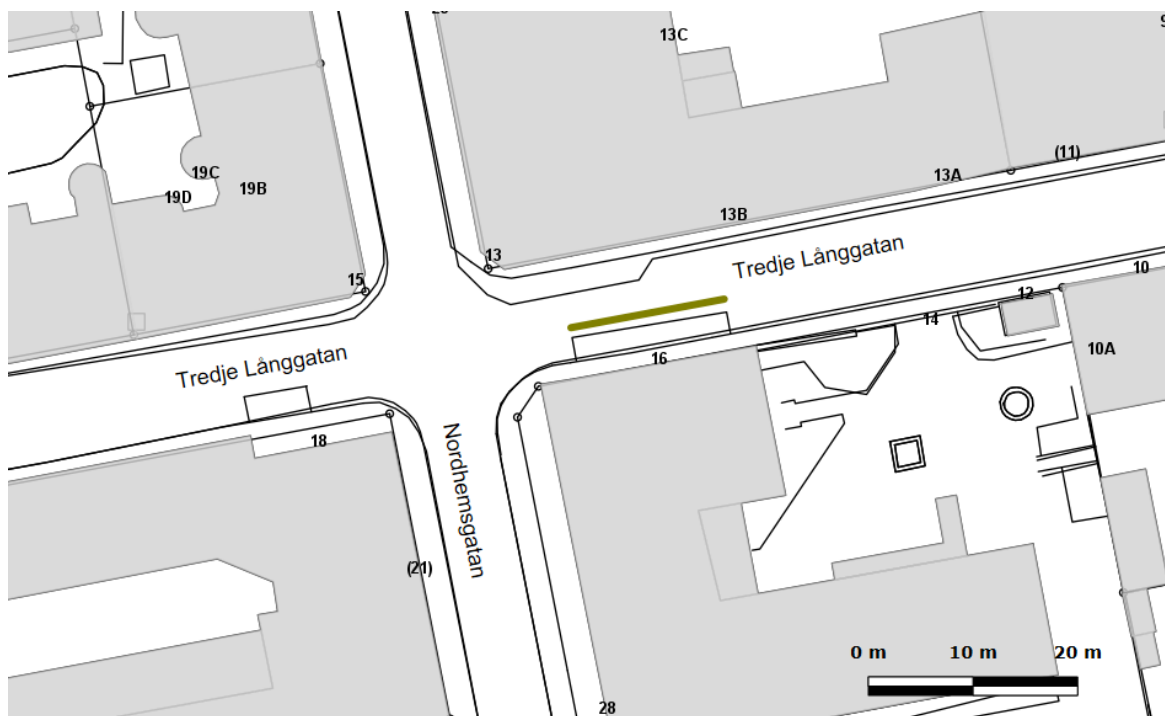 13C
9
19C
19B
19D
13A
(11)
13B
13
Tredje Långgatan
15
10
12
14
16
10A
Tredje Långgatan
18
Nordhemsgatan
(21)
0 m 10 m 20 m
28